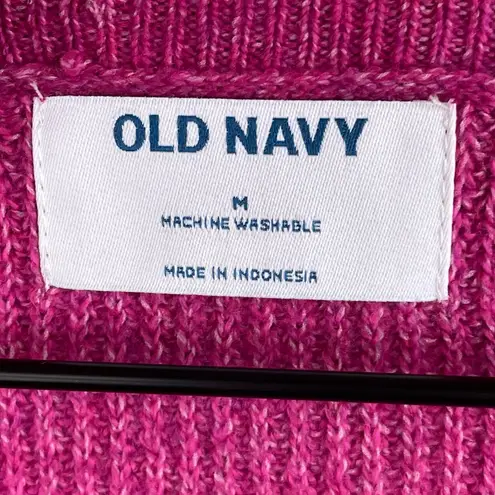 OLD NAVY
M
MACHINE WASHABLE
MADE IN INDONESIA